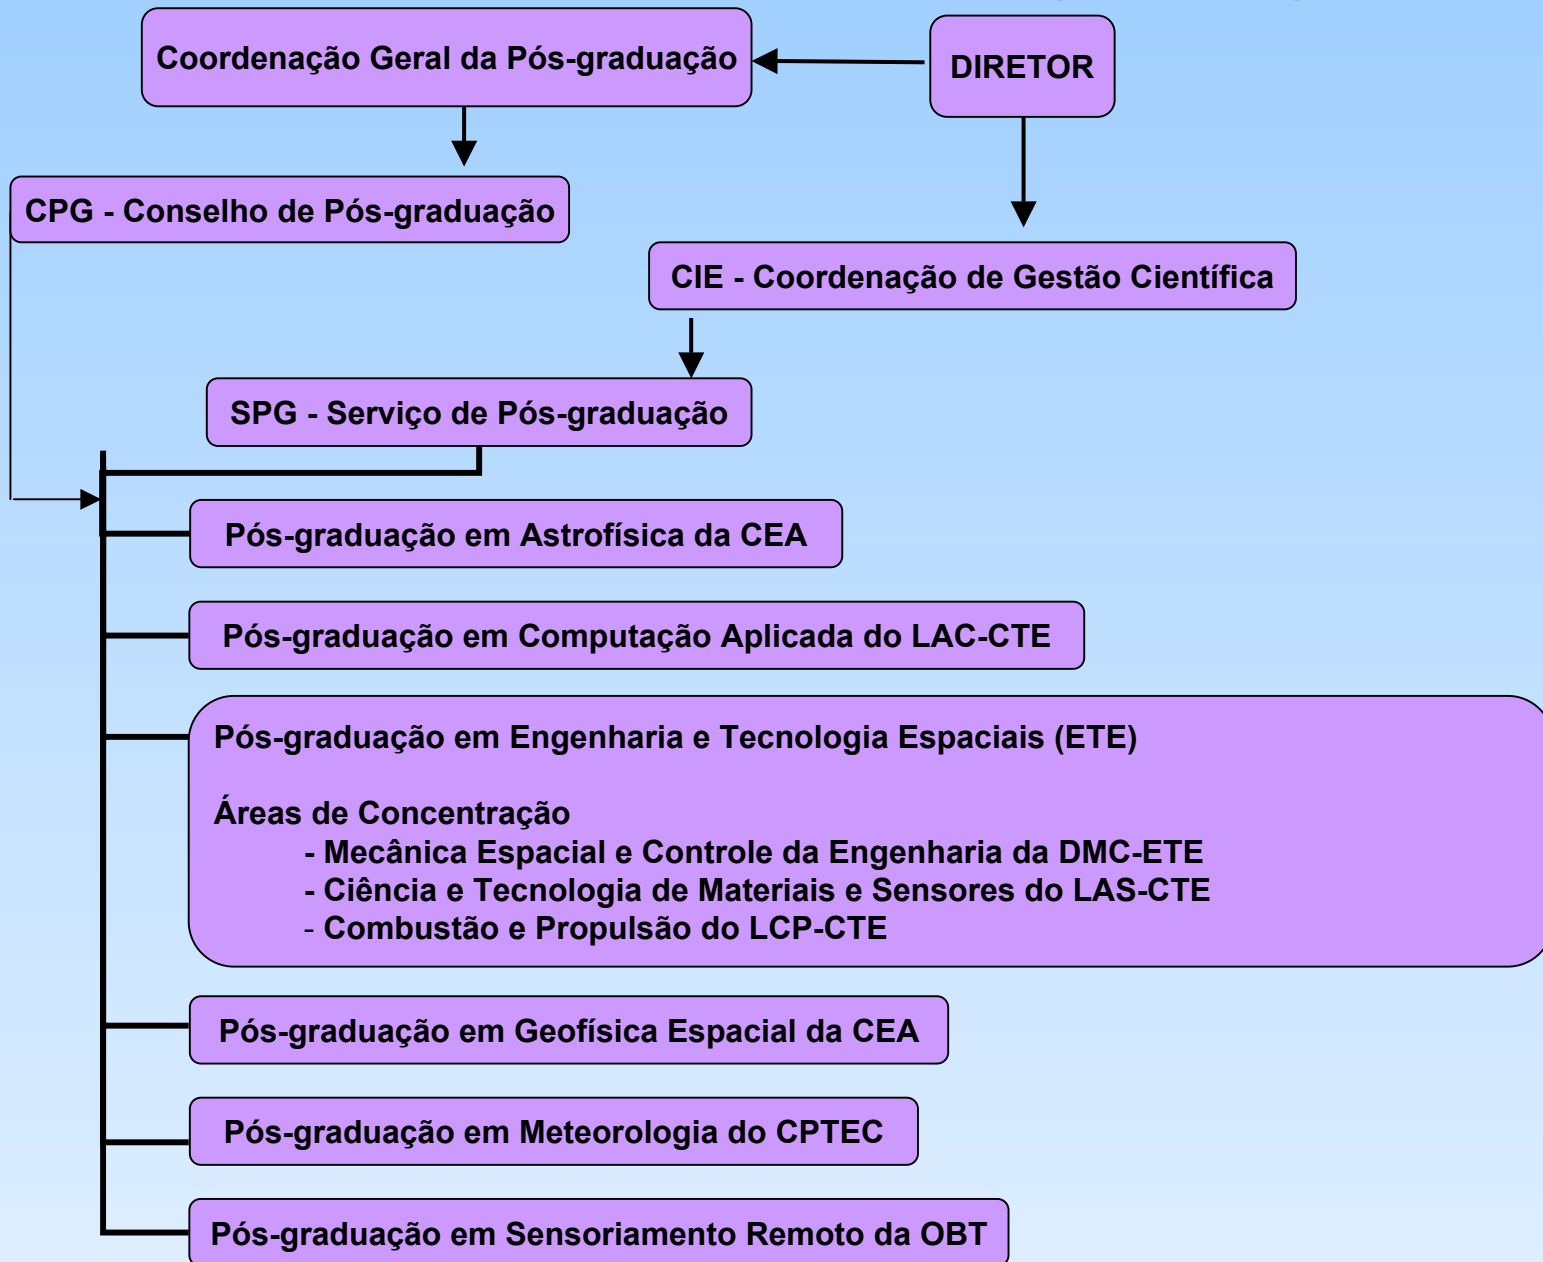 Coordenação Geral da Pós-graduação
DIRETOR
CPG - Conselho de Pós-graduação
CIE - Coordenação de Gestão Científica
SPG - Serviço de Pós-graduação
Pós-graduação em Astrofísica da CEA
Pós-graduação em Computação Aplicada do LAC-CTE
Pós-graduação em Engenharia e Tecnologia Espaciais (ETE)
Áreas de Concentração
- Mecânica Espacial e Controle da Engenharia da DMC-ETE
- Ciência e Tecnologia de Materiais e Sensores do LAS-CTE
- Combustão e Propulsão do LCP-CTE
Pós-graduação em Geofísica Espacial da CEA
Pós-graduação em Meteorologia do CPTEC
Pós-graduação em Sensoriamento Remoto da OBT